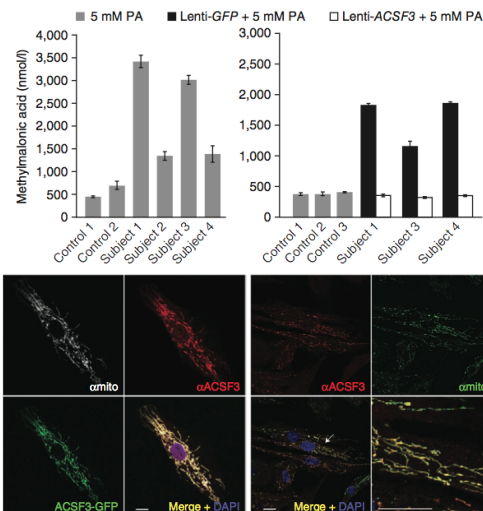 5 mM PA
Lenti-GFP + 5 mM PA
Lenti-ACSF3 + 5 mM PA
Methylmalonic acid (nmol/l)
4,000
3,500
3,000
2,500
2,000
1,500
1,000
500
0
Control 1
Control 2
Subject 1
Subject 2
Subject 3
Subject 4
3,000
2,500
2,000
1,500
1,000
500
0
Control 1
Control 2
Control 3
Subject 1
Subject 3
Subject 4
αmito
αACSF3
αACSF3
αmito
ACSF3-GFP
Merge + DAPI
Merge + DAPI